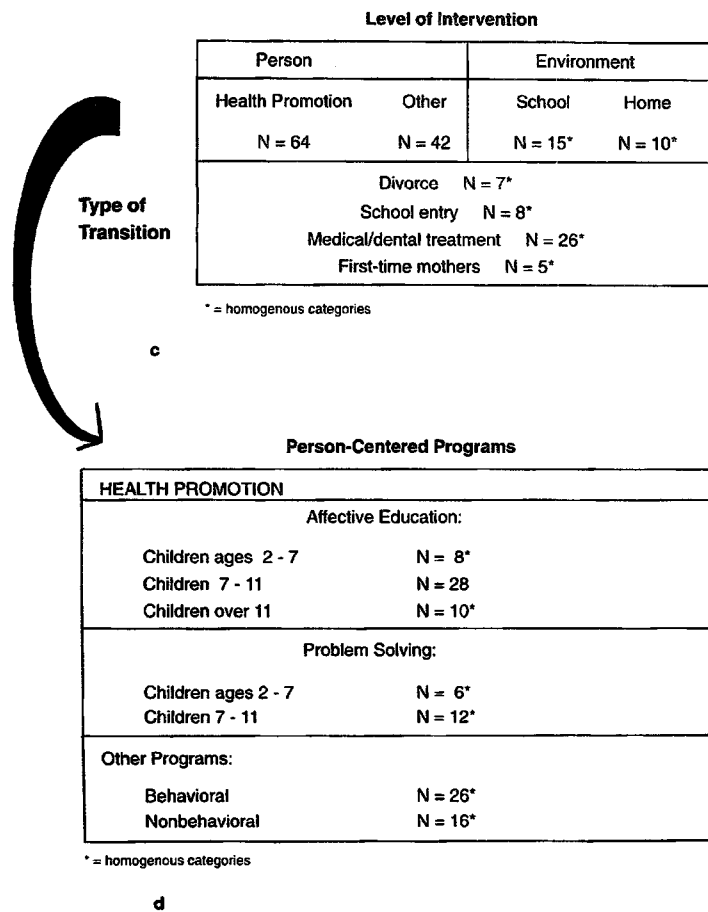 Level of Intervention
Person Environment
Health Promotion Other School Home
N = 64 N = 42 N = 15* N = 10*
Type of
Transition
Divorce N = 7*
School entry N = 8*
Medical/dental treatment N = 26*
First-time mothers N = 5*
* = homogenous categories
c
Person-Centered Programs
HEALTH PROMOTION
Affective Education:
Children ages 2 - 7 N = 8*
Children 7 - 11 N = 28
Children over 11 N = 10*
Problem Solving:
Children ages 2 - 7 N = 6*
Children 7 - 11 N = 12*
Other Programs:
Behavioral N = 26*
Nonbehavioral N = 16*
* = homogenous categories
d